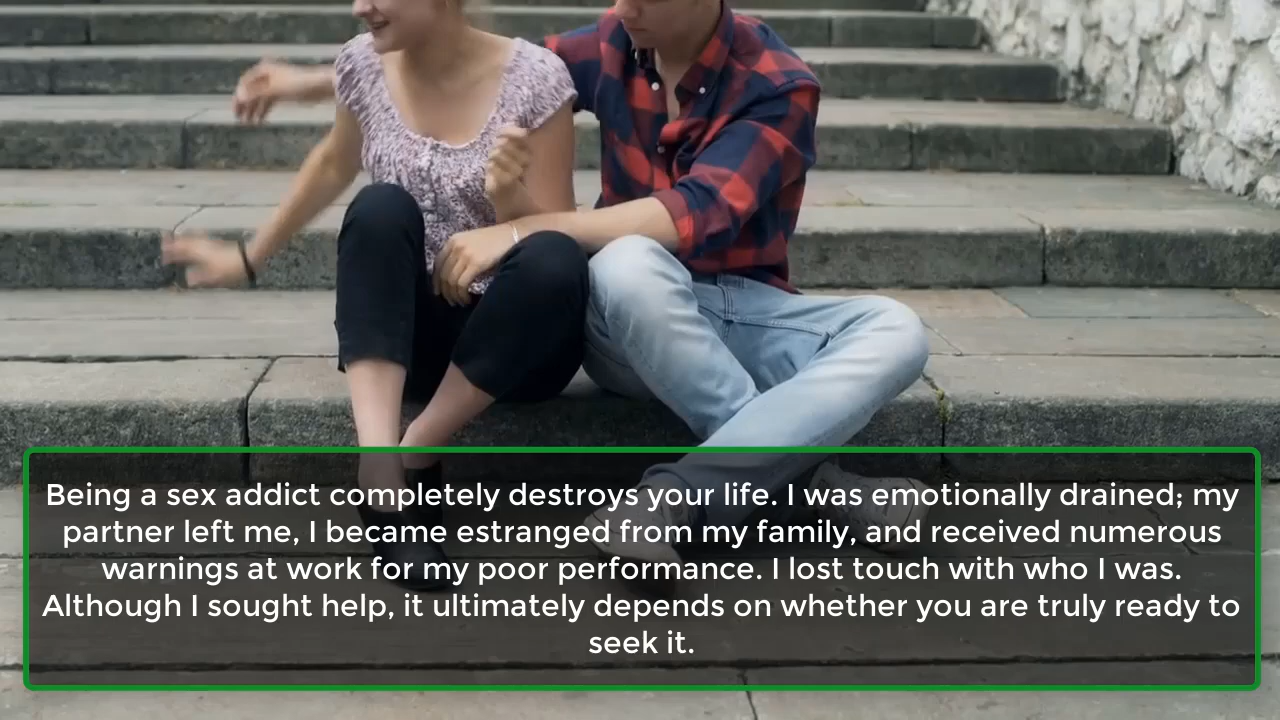 Being a sex addict completely destroys your life. I was emotionally drained; my
partner left me, I became estranged from my family, and received numerous
warnings at work for my poor performance. I lost touch with who I was.
Although I sought help, it ultimately depends on whether you are truly ready to
seek it.